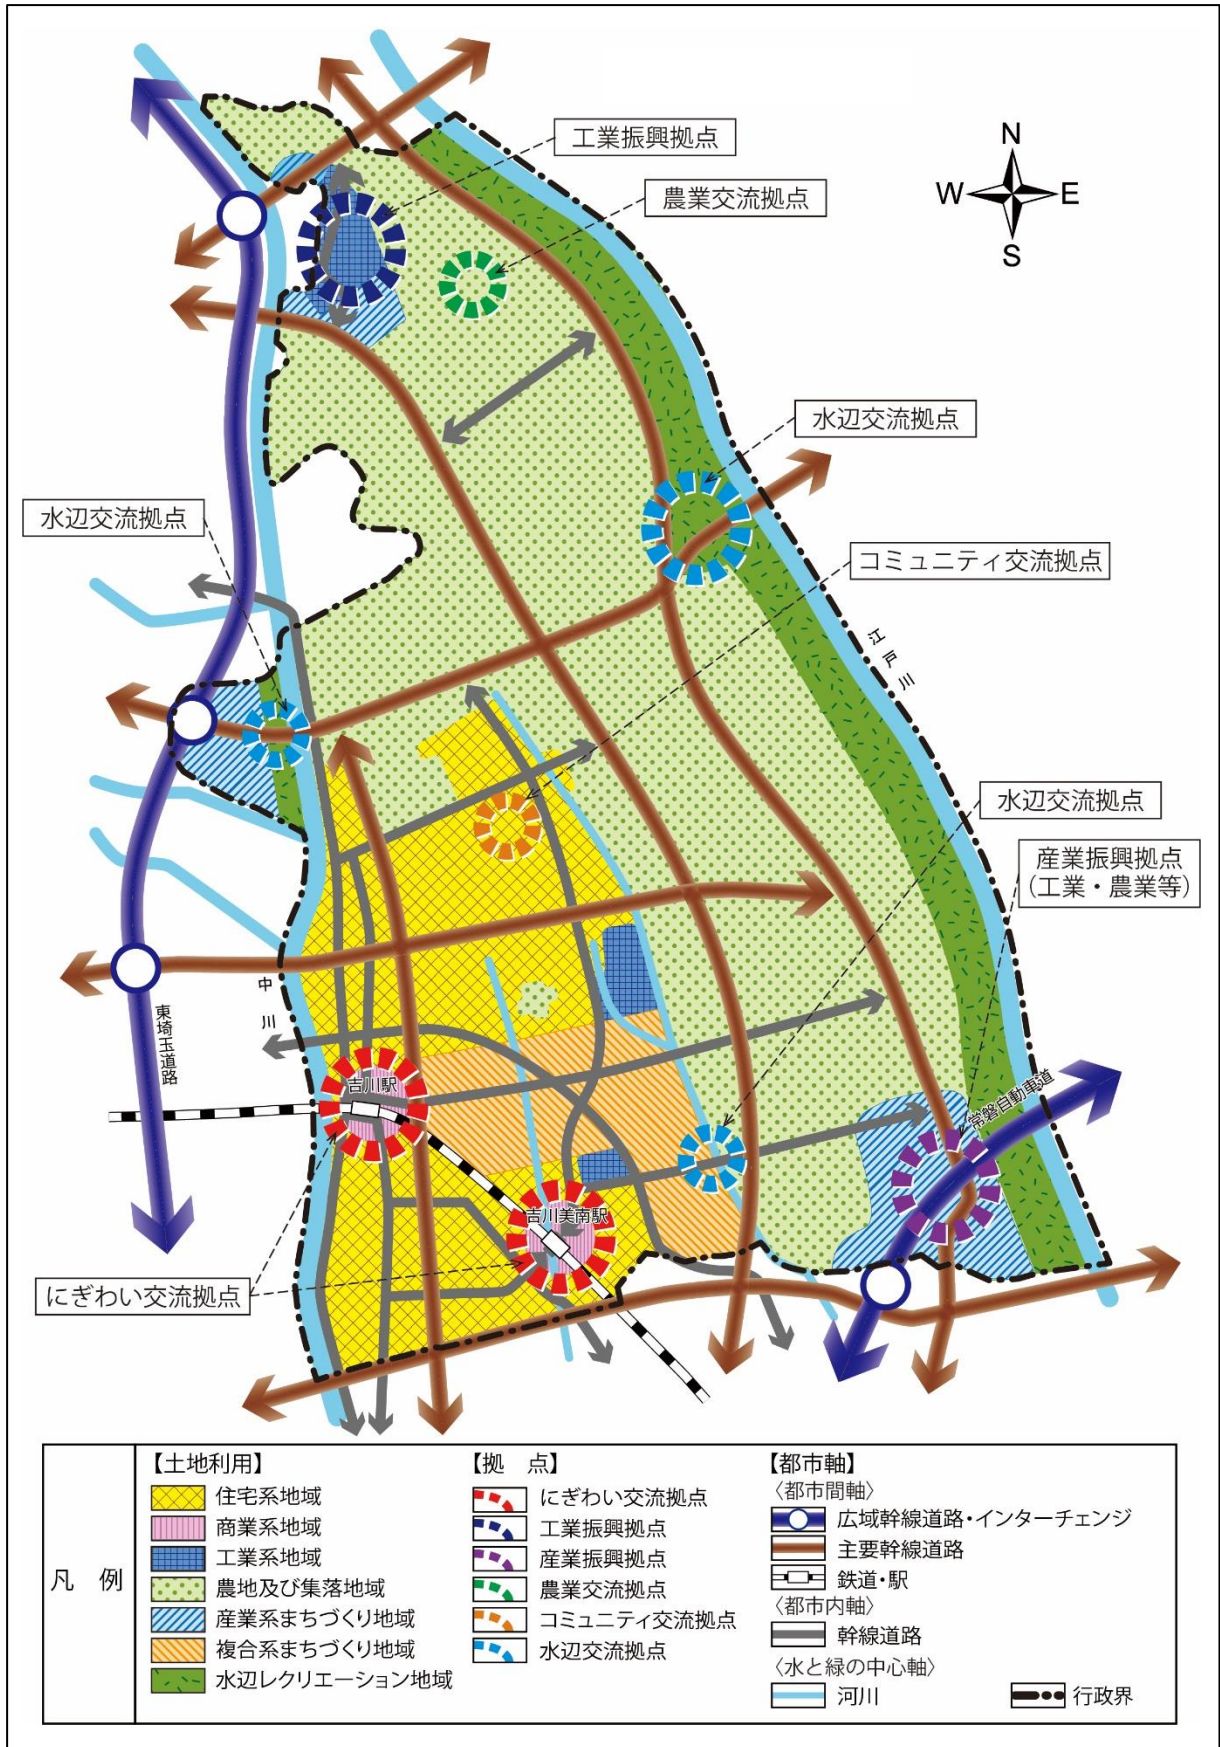 工業振興拠点
N
農業交流拠点
W
E
S
水辺交流拠点
水辺交流拠点
コミュニティ交流拠点
江戸川
水辺交流拠点
産業振興拠点
(工業・農業等)
中川
東埼玉道路
吉川駅
常磐自動車道
吉川美南駅
にぎわい交流拠点
凡 例
【土地利用】
住宅系地域
商業系地域
工業系地域
農地及び集落地域
産業系まちづくり地域
複合系まちづくり地域
水辺レクリエーション地域
【拠 点】
にぎわい交流拠点
工業振興拠点
産業振興拠点
農業交流拠点
コミュニティ交流拠点
水辺交流拠点
【都市軸】
〈都市間軸〉
広域幹線道路・インターチェンジ
主要幹線道路
鉄道・駅
〈都市内軸〉
幹線道路
〈水と緑の中心軸〉
河川
行政界